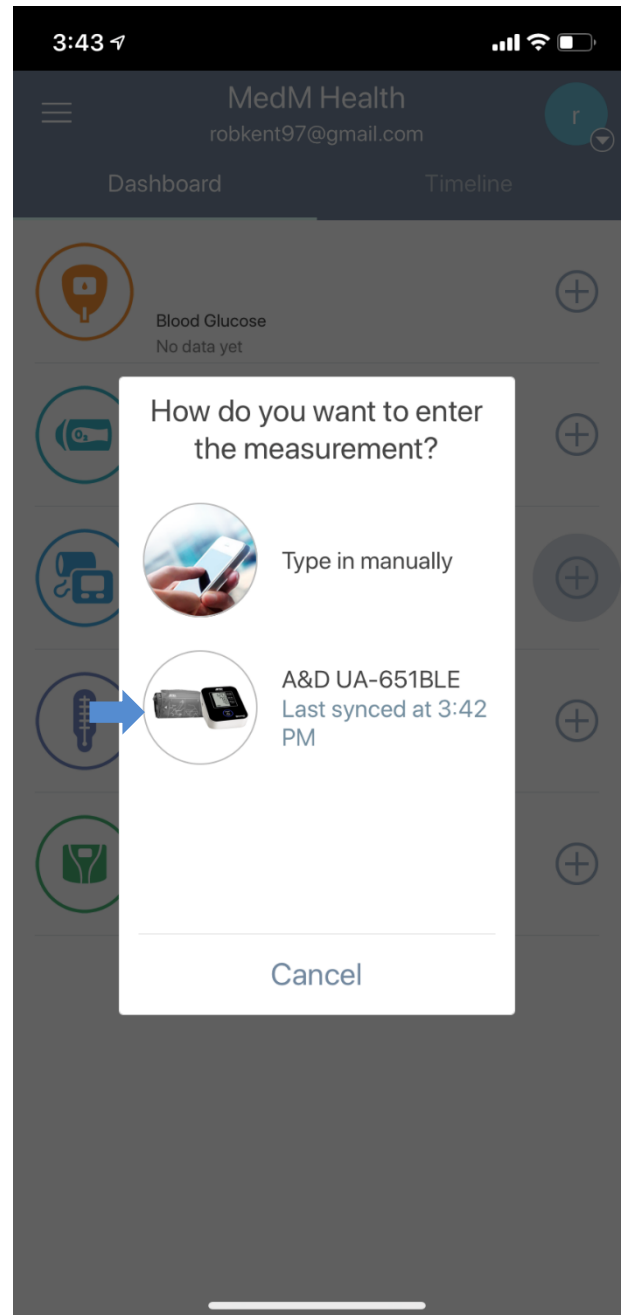 3:43
MedM Health
r
robkent97@gmail.com
Dashboard
Timeline
Blood Glucose
No data yet
How do you want to enter
the measurement?
Type in manually
A&D UA-651BLE
Last synced at 3:42
PM
Cancel